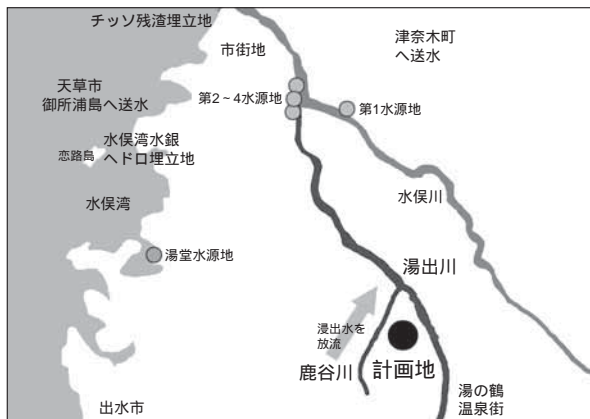 チッソ残渣埋立地
市街地
津奈木町
へ送水
天草市
御所浦島へ送水
第2~4水源地
第1水源地
水俣湾水銀
ヘドロ埋立地
恋路島
水俣川
水俣湾
湯堂水源地
湯出川
浸出水を
放流
鹿谷川
計画地
湯の鶴
温泉街
出水市